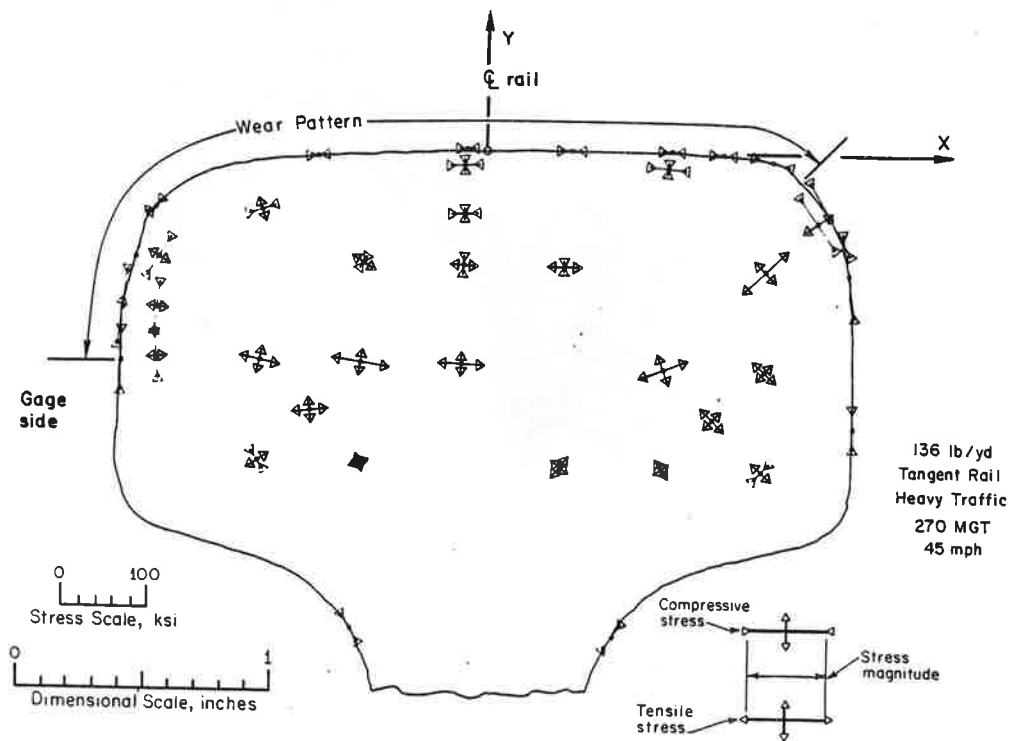 Y
℄ rail
Wear Pattern
X
Gage
side
136 lb/yd
Tangent Rail
Heavy Traffic
270 MGT
45 mph
0 100
Stress Scale, ksi
0 1
Dimensional Scale, inches
Compressive
stress
Stress
magnitude
Tensile
stress